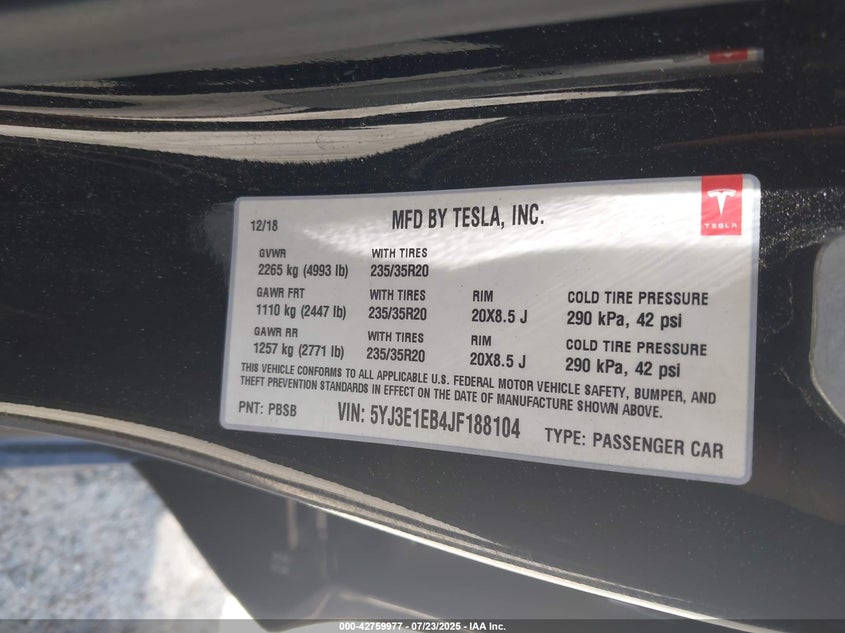 12/18 MFD BY TESLA, INC.
TESLA
GVWR WITH TIRES
2265 kg (4993 lb) 235/35R20
GAWR FRT WITH TIRES RIM COLD TIRE PRESSURE
1110 kg (2447 lb) 235/35R20 20X8.5 J 290 kPa, 42 psi
GAWR RR WITH TIRES RIM COLD TIRE PRESSURE
1257 kg (2771 lb) 235/35R20 20X8.5 J 290 kPa, 42 psi
THIS VEHICLE CONFORMS TO ALL APPLICABLE U.S. FEDERAL MOTOR VEHICLE SAFETY, BUMPER, AND
THEFT PREVENTION STANDARDS IN EFFECT ON THE DATE OF MANUFACTURE SHOWN ABOVE.
PNT: PBSB VIN: 5YJ3E1EB4JF188104 TYPE: PASSENGER CAR
000-42759977 - 07/23/2025 - IAA Inc.